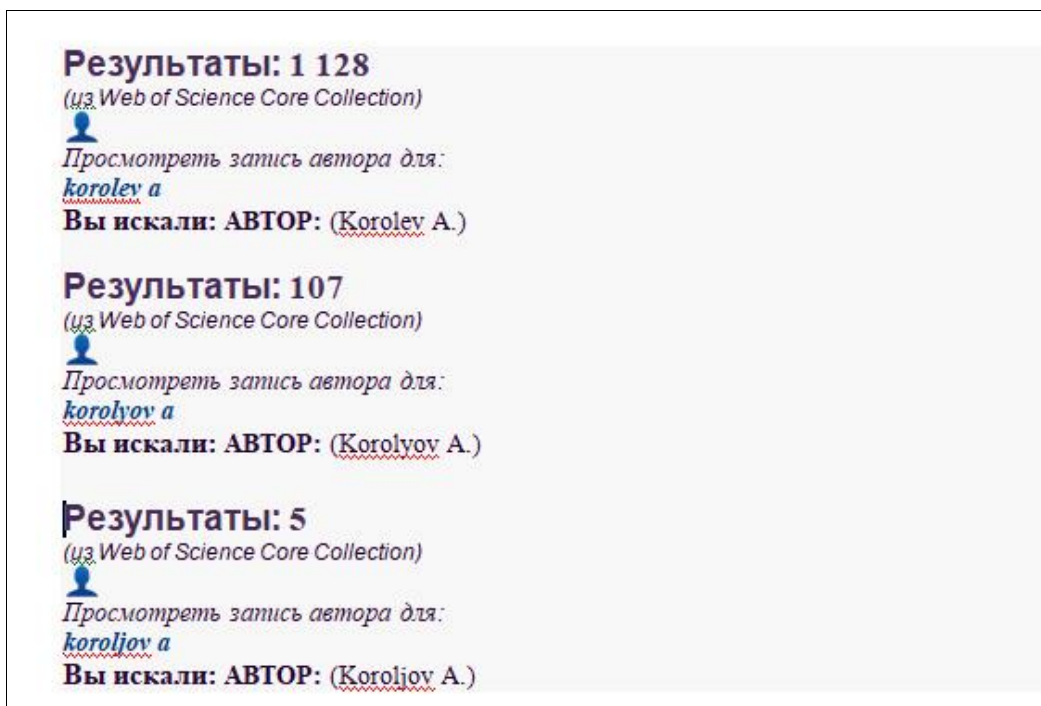 Результаты: 1 128
(из Web of Science Core Collection)
Просмотреть запись автора для:
korolev a
Вы искали: АВТОР: (Korolev A.)
Результаты: 107
(из Web of Science Core Collection)
Просмотреть запись автора для:
korolyov a
Вы искали: АВТОР: (Korolyov A.)
Результаты: 5
(из Web of Science Core Collection)
Просмотреть запись автора для:
koroljov a
Вы искали: АВТОР: (Koroljov A.)